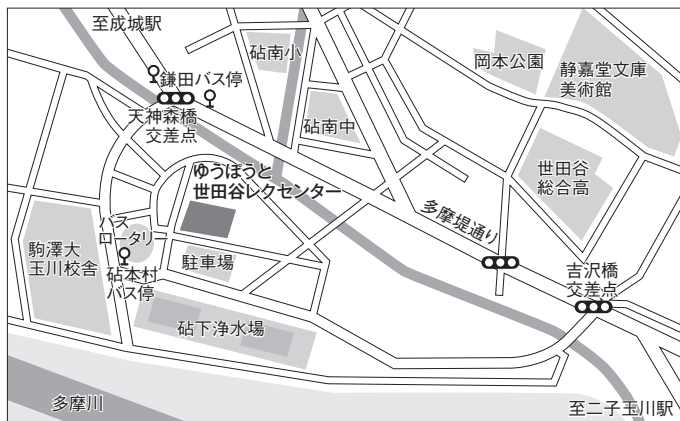 至成城駅
鎌田バス停
天神森橋
交差点
砧南小
砧南中
岡本公園
静嘉堂文庫
美術館
世田谷
総合高
ゆうぽうと
世田谷レクセンター
多摩堤通り
バス
ロータリー
駒澤大
玉川校舎
砧本村
バス停
駐車場
吉沢橋
交差点
砧下浄水場
多摩川
至二子玉川駅